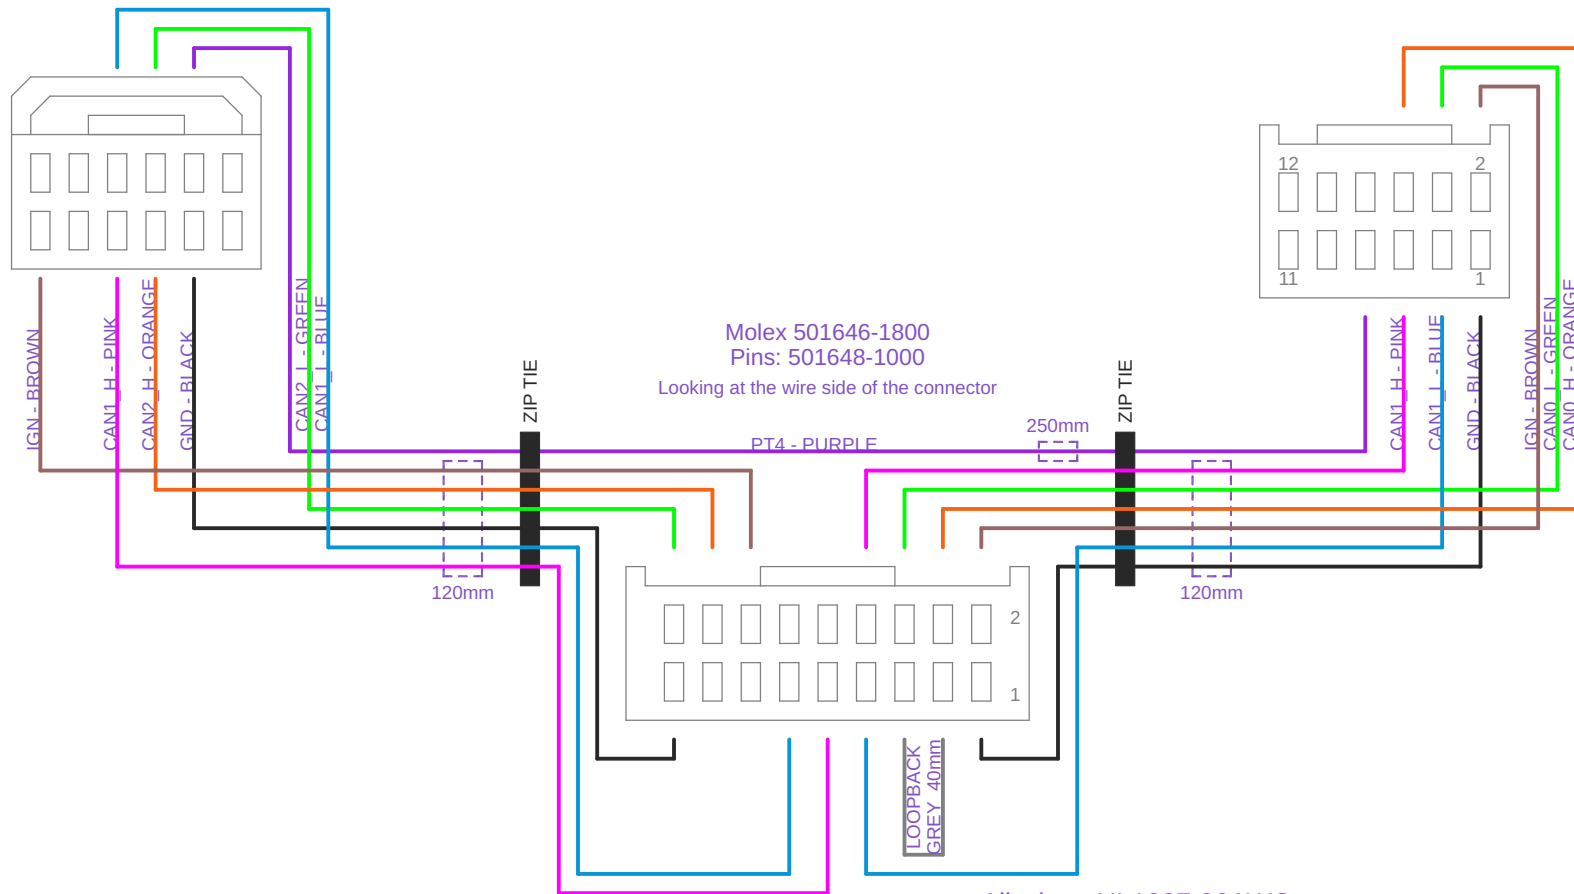 12
2
11
1
IGN - BROWN
CAN1_H - PINK
CAN2_H - ORANGE
GND - BLACK
CAN2_L - GREEN
CAN1_L - BLUE
ZIP TIE
Molex 501646-1800
Pins: 501648-1000
Looking at the wire side of the connector
PT4 - PURPLE
250mm
ZIP TIE
CAN1_H - PINK
CAN1_L - BLUE
GND - BLACK
IGN - BROWN
CAN0_L - GREEN
CAN0_H - ORANGE
120mm
120mm
2
1
LOOPBACK
GREY 40mm